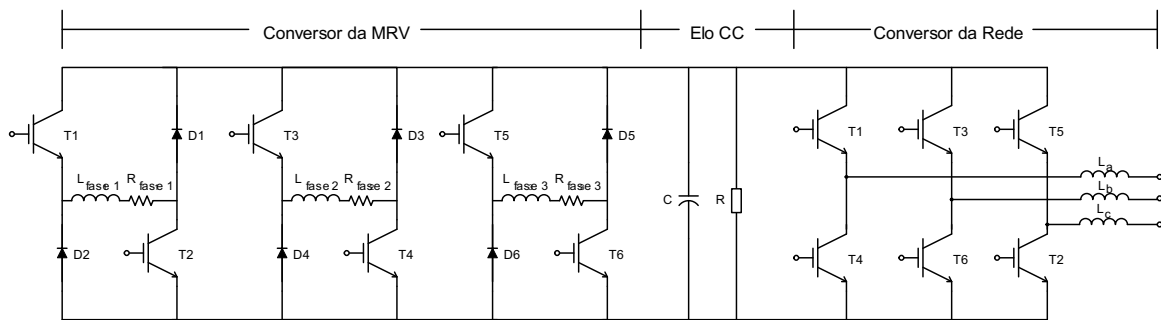 Conversor da MRV
Elo CC
Conversor da Rede
T1
D1
T3
D3
T5
D5
T1
T3
T5
L fase 1
R fase 1
L fase 2
R fase 2
L fase 3
R fase 3
La
Lb
Lc
C
R
D2
T2
D4
T4
D6
T6
T4
T6
T2